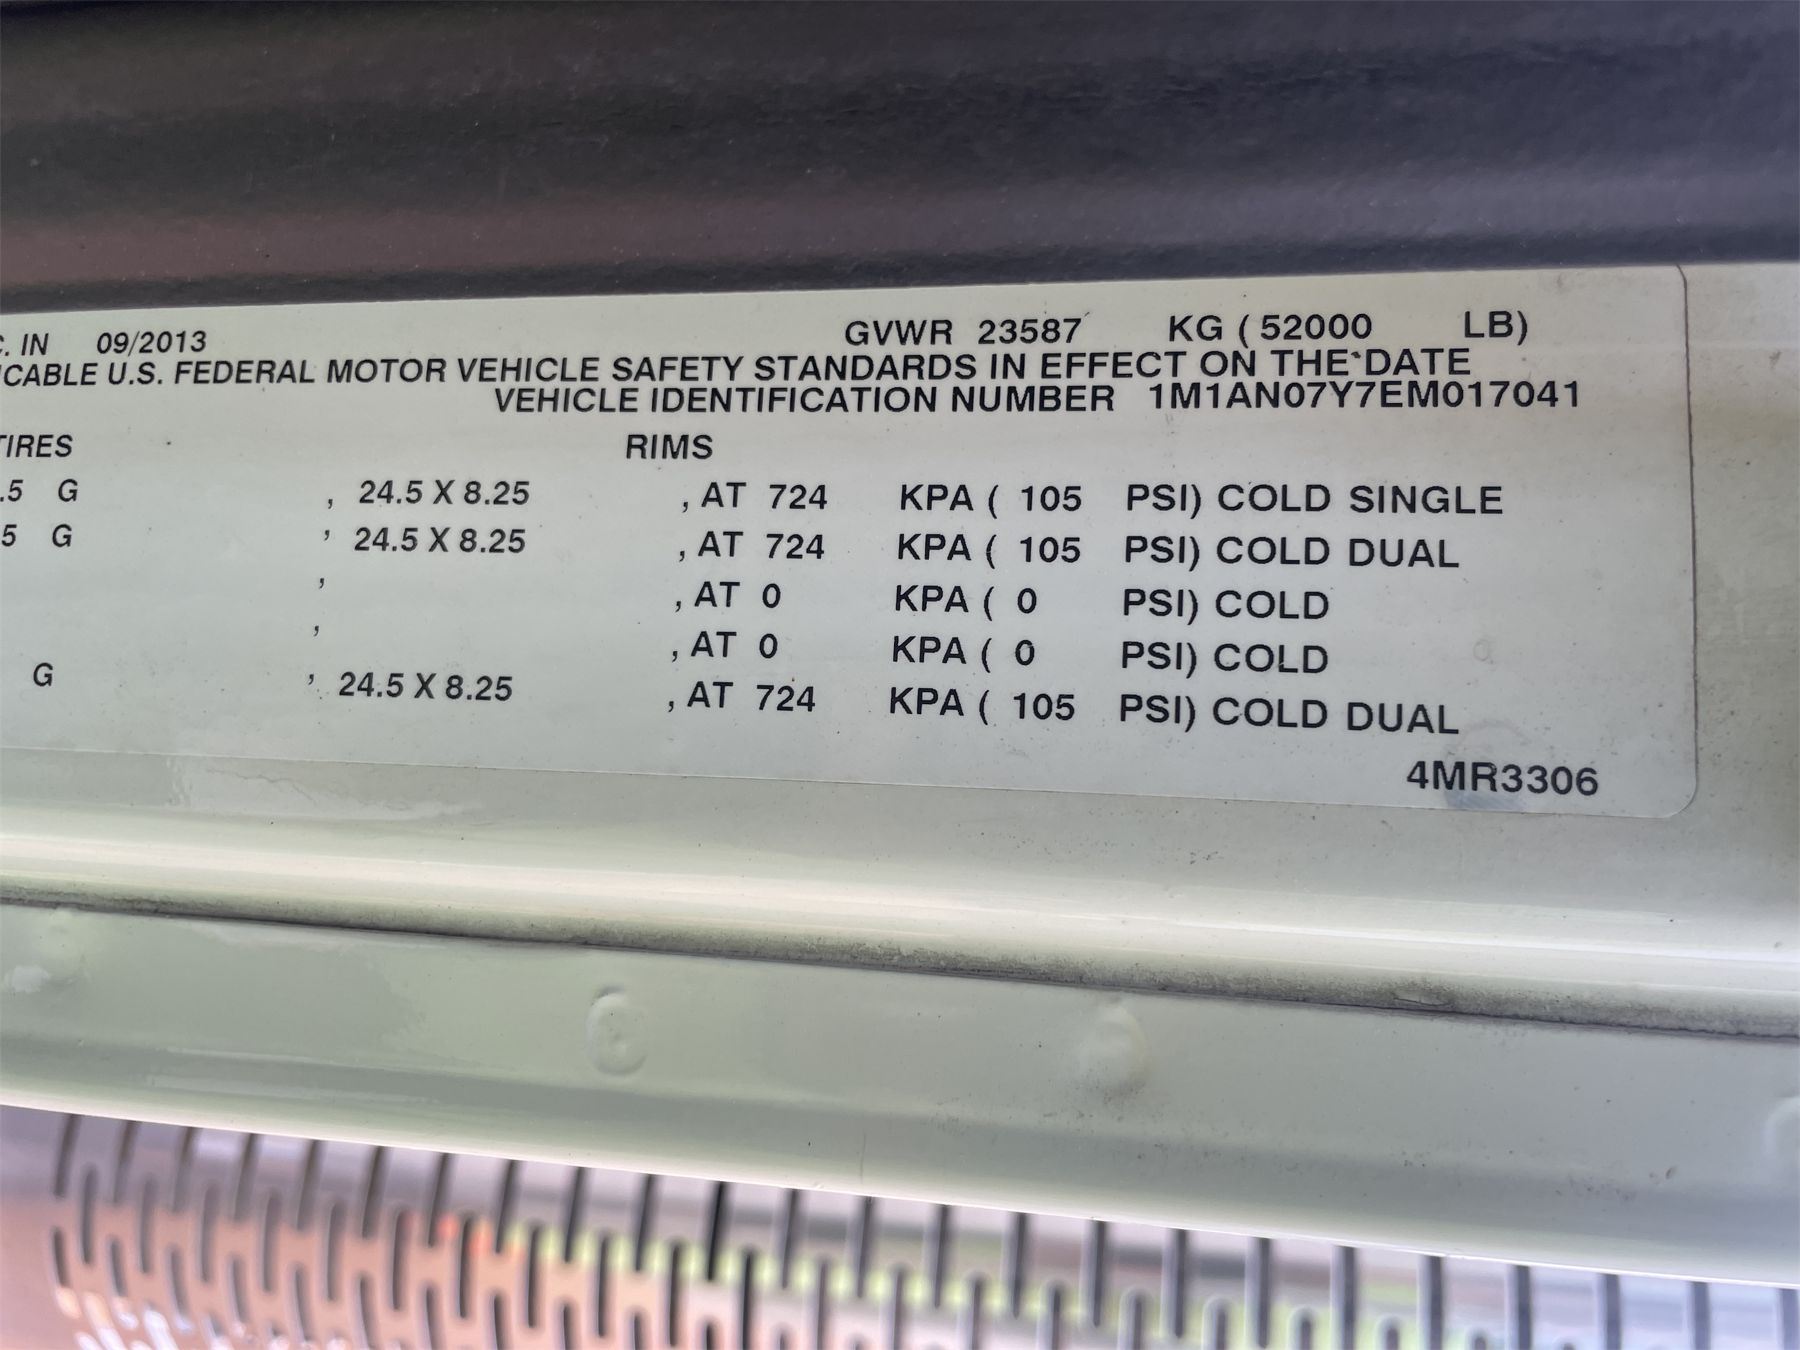 . IN 09/2013 GVWR 23587 KG ( 52000 LB)
ICABLE U.S. FEDERAL MOTOR VEHICLE SAFETY STANDARDS IN EFFECT ON THE DATE
VEHICLE IDENTIFICATION NUMBER 1M1AN07Y7EM017041
TIRES RIMS
.5 G , 24.5 X 8.25 , AT 724 KPA ( 105 PSI) COLD SINGLE
5 G , 24.5 X 8.25 , AT 724 KPA ( 105 PSI) COLD DUAL
, , AT 0 KPA ( 0 PSI) COLD
, , AT 0 KPA ( 0 PSI) COLD
G , 24.5 X 8.25 , AT 724 KPA ( 105 PSI) COLD DUAL
4MR3306